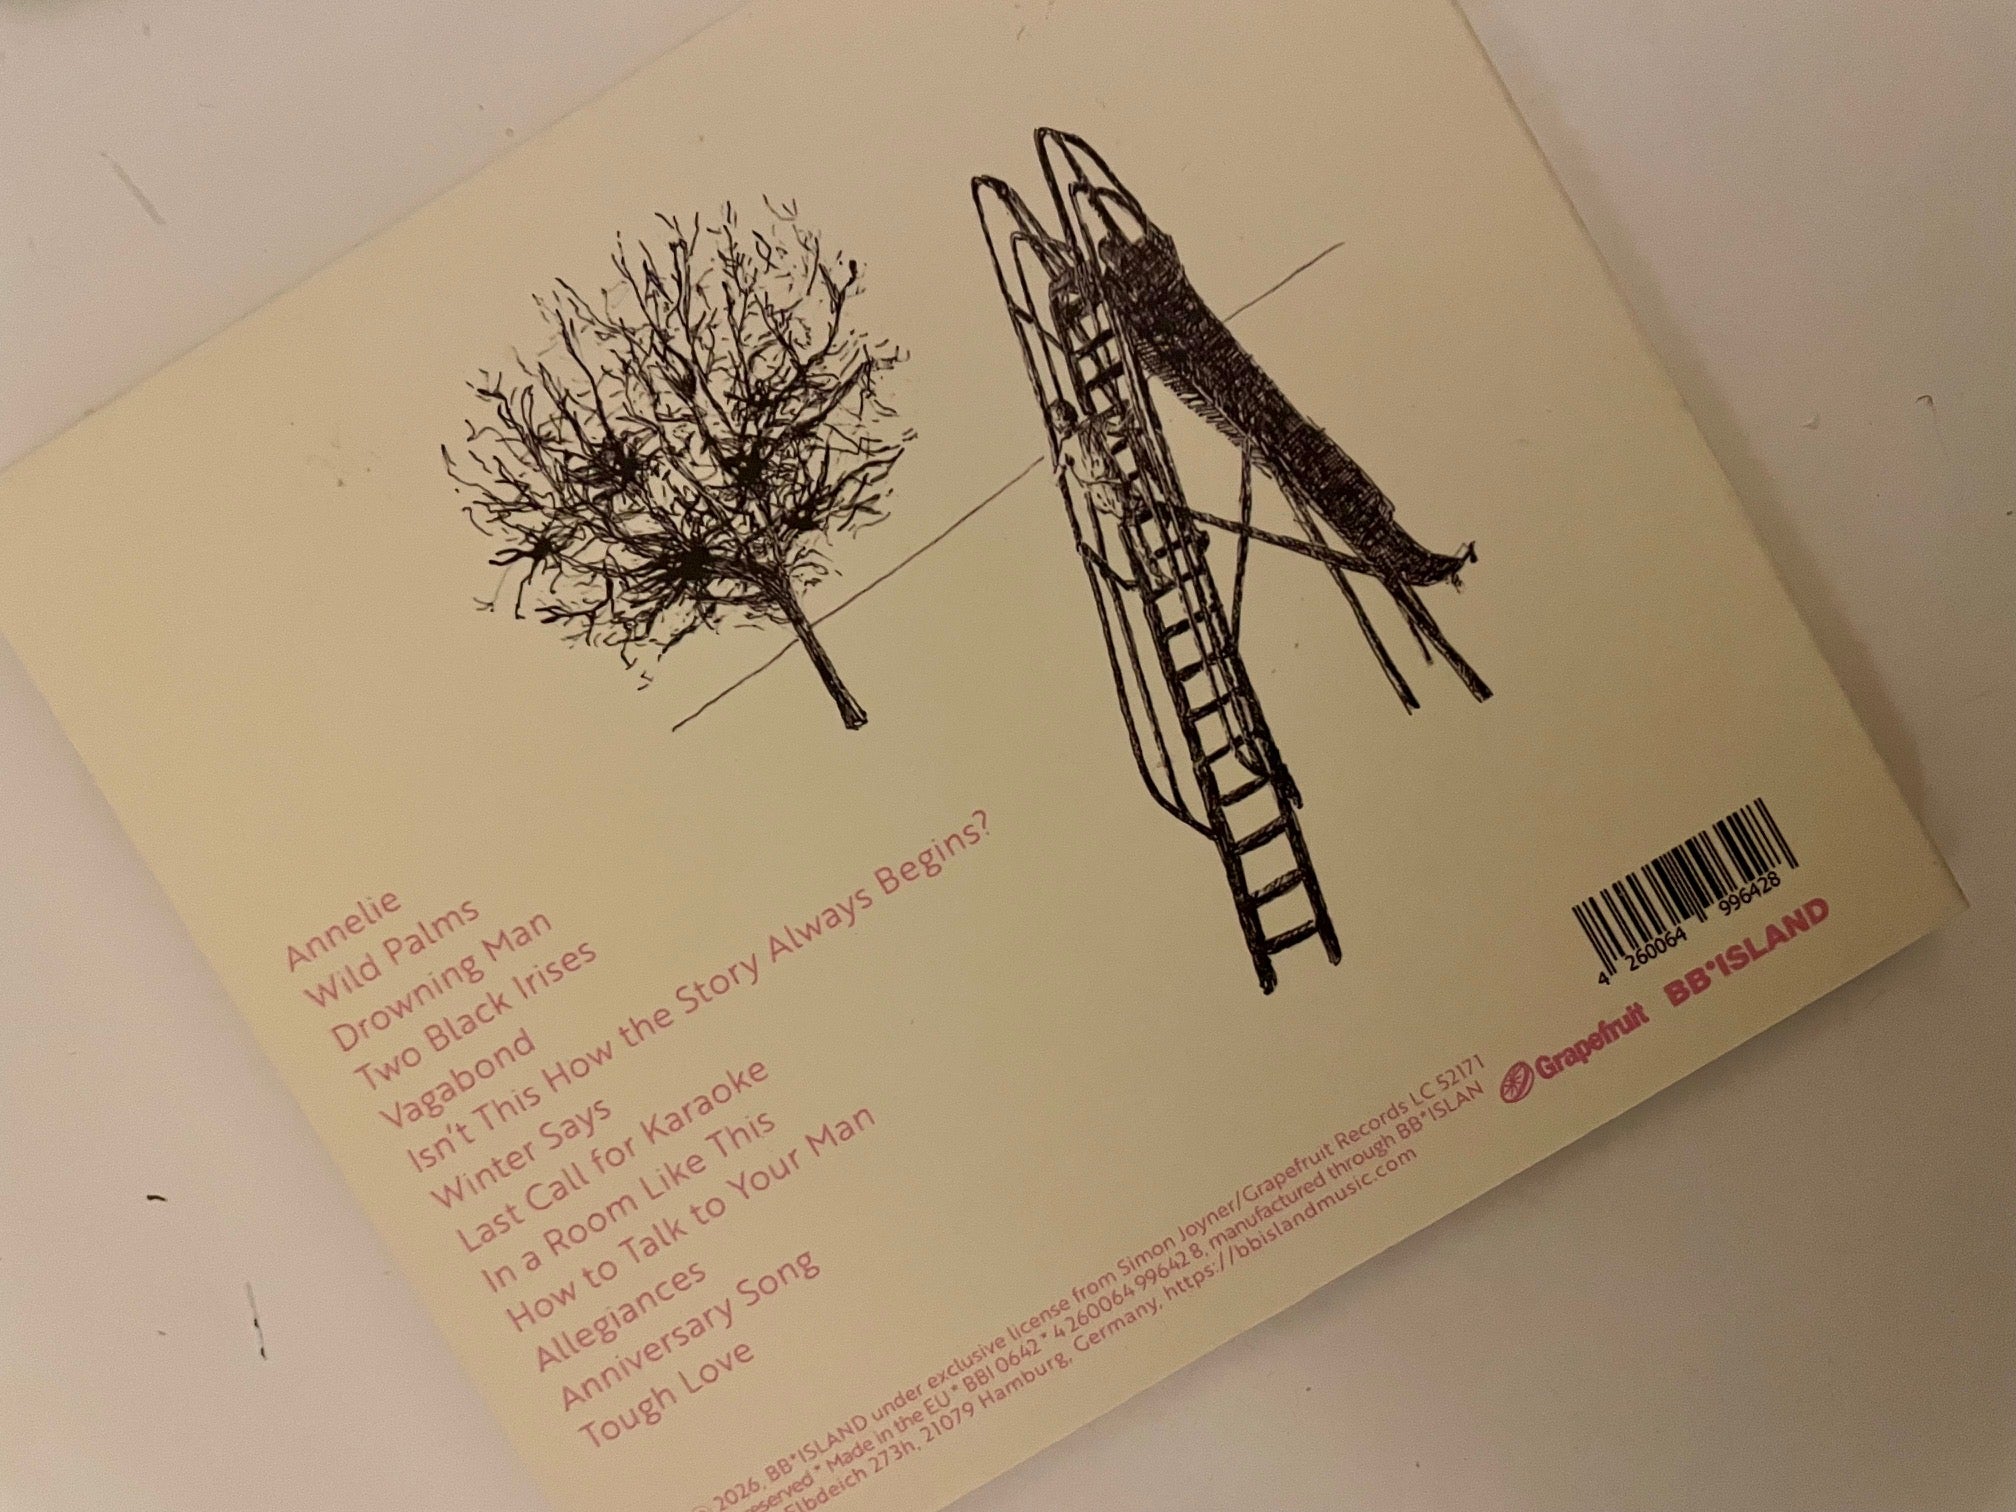 Annelie
Wild Palms
Drowning Man
Two Black Irises
Vagabond
Isn't This How the Story Always Begins?
Winter Says
Last Call for Karaoke
In a Room Like This
How to Talk to Your Man
Allegiances
Anniversary Song
Tough Love
4 260064 996428
Grapefruit BB*ISLAND
2026, BB*ISLAND under exclusive license from Simon Joyner/Grapefruit Records LC 52171
eserved * Made in the EU * BBI 0642 * 4 260064 99642 8, manufactured through BB*ISLAN
Elbdeich 273h, 21079 Hamburg, Germany, https://bbislandmusic.com